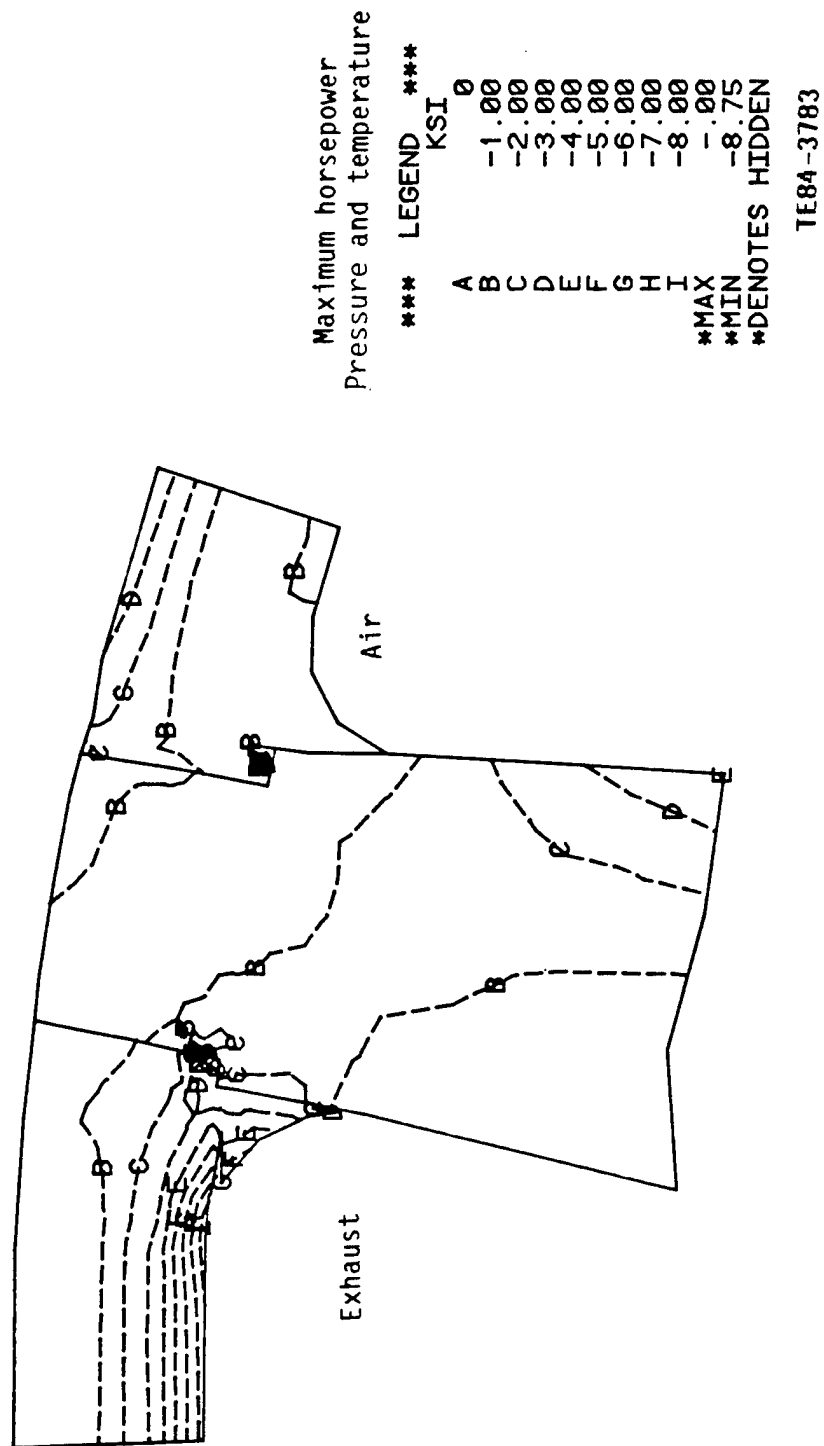 Maximum horsepower
Pressure and temperature
*** LEGEND ***
KSI
A 0
B -1.00
C -2.00
D -3.00
E -4.00
F -5.00
G -6.00
H -7.00
I -8.00
*MAX -.00
*MIN -8.75
*DENOTES HIDDEN
TE84-3783
Exhaust
Air
B
C
B
B
B
C
D
E
B
C
B
B
B